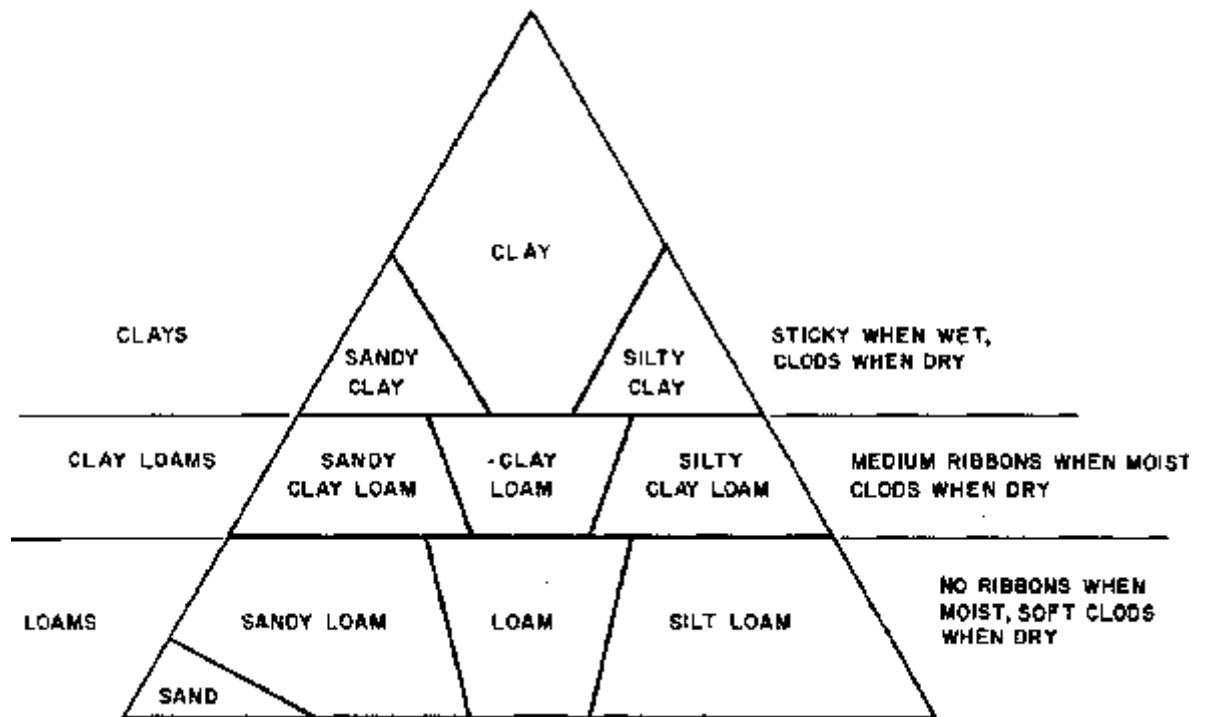 CLAY
CLAYS
SANDY
CLAY
SILTY
CLAY
STICKY WHEN WET,
CLODS WHEN DRY
CLAY LOAMS
SANDY
CLAY LOAM
-CLAY
LOAM
SILTY
CLAY LOAM
MEDIUM RIBBONS WHEN MOIST
CLODS WHEN DRY
LOAMS
SANDY LOAM
LOAM
SILT LOAM
NO RIBBONS WHEN
MOIST, SOFT CLODS
WHEN DRY
SAND